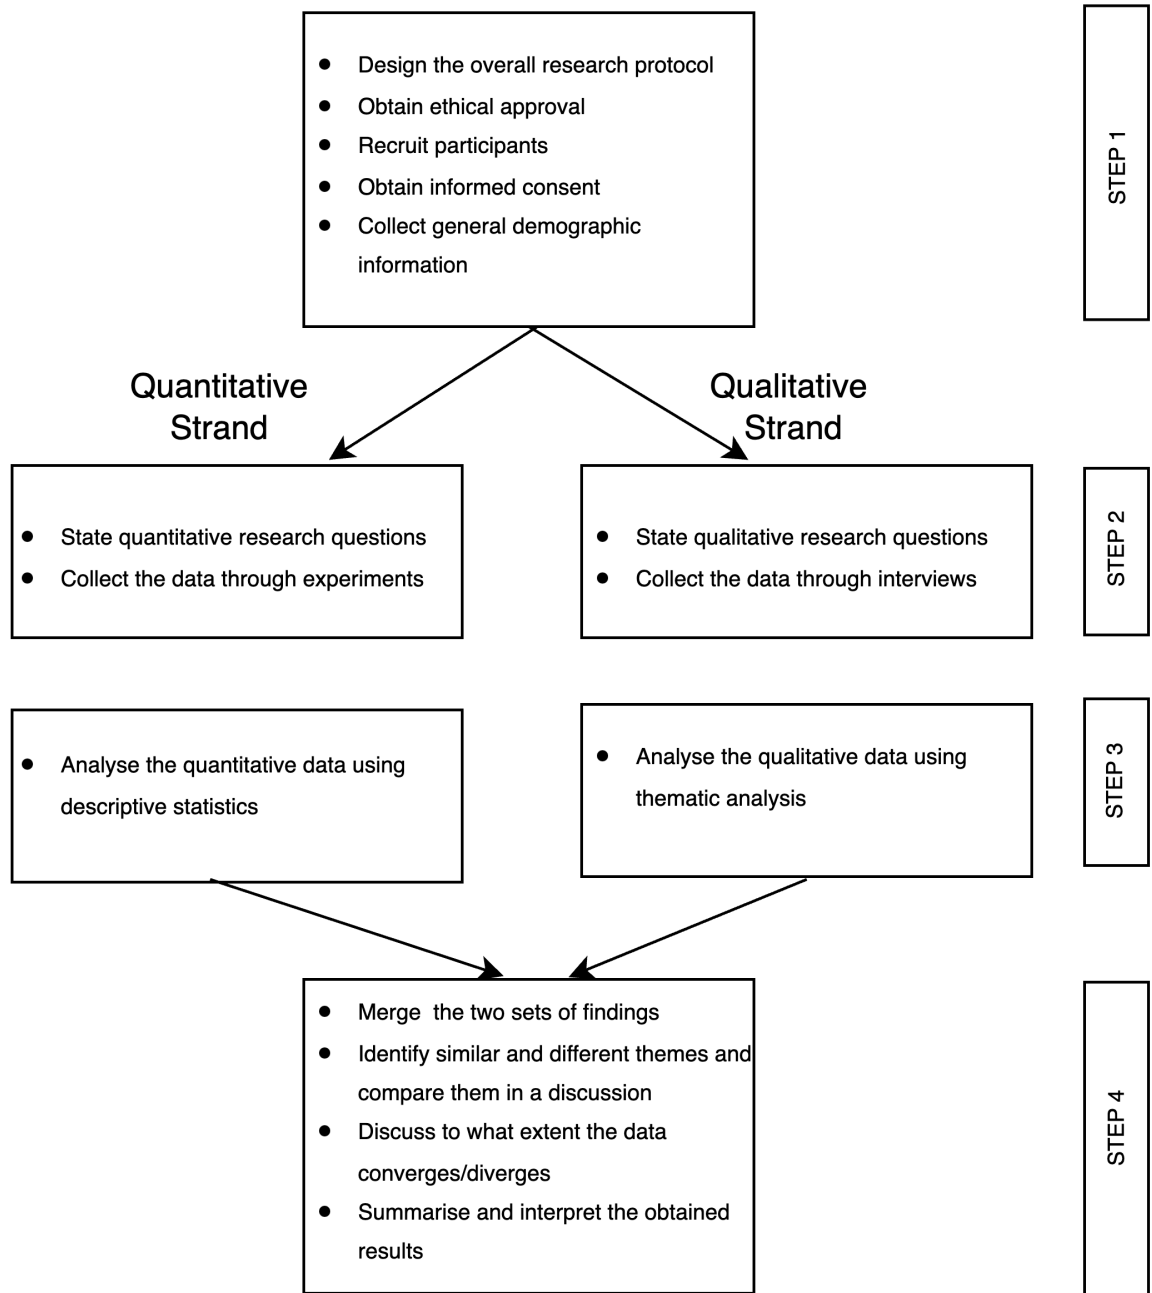 ● Design the overall research protocol
● Obtain ethical approval
● Recruit participants
● Obtain informed consent
● Collect general demographic
information
STEP 1
Quantitative
Strand
Qualitative
Strand
● State quantitative research questions
● Collect the data through experiments
● State qualitative research questions
● Collect the data through interviews
STEP 2
● Analyse the quantitative data using
descriptive statistics
● Analyse the qualitative data using
thematic analysis
STEP 3
● Merge  the two sets of findings
● Identify similar and different themes and
compare them in a discussion
● Discuss to what extent the data
converges/diverges
● Summarise and interpret the obtained
results
STEP 4